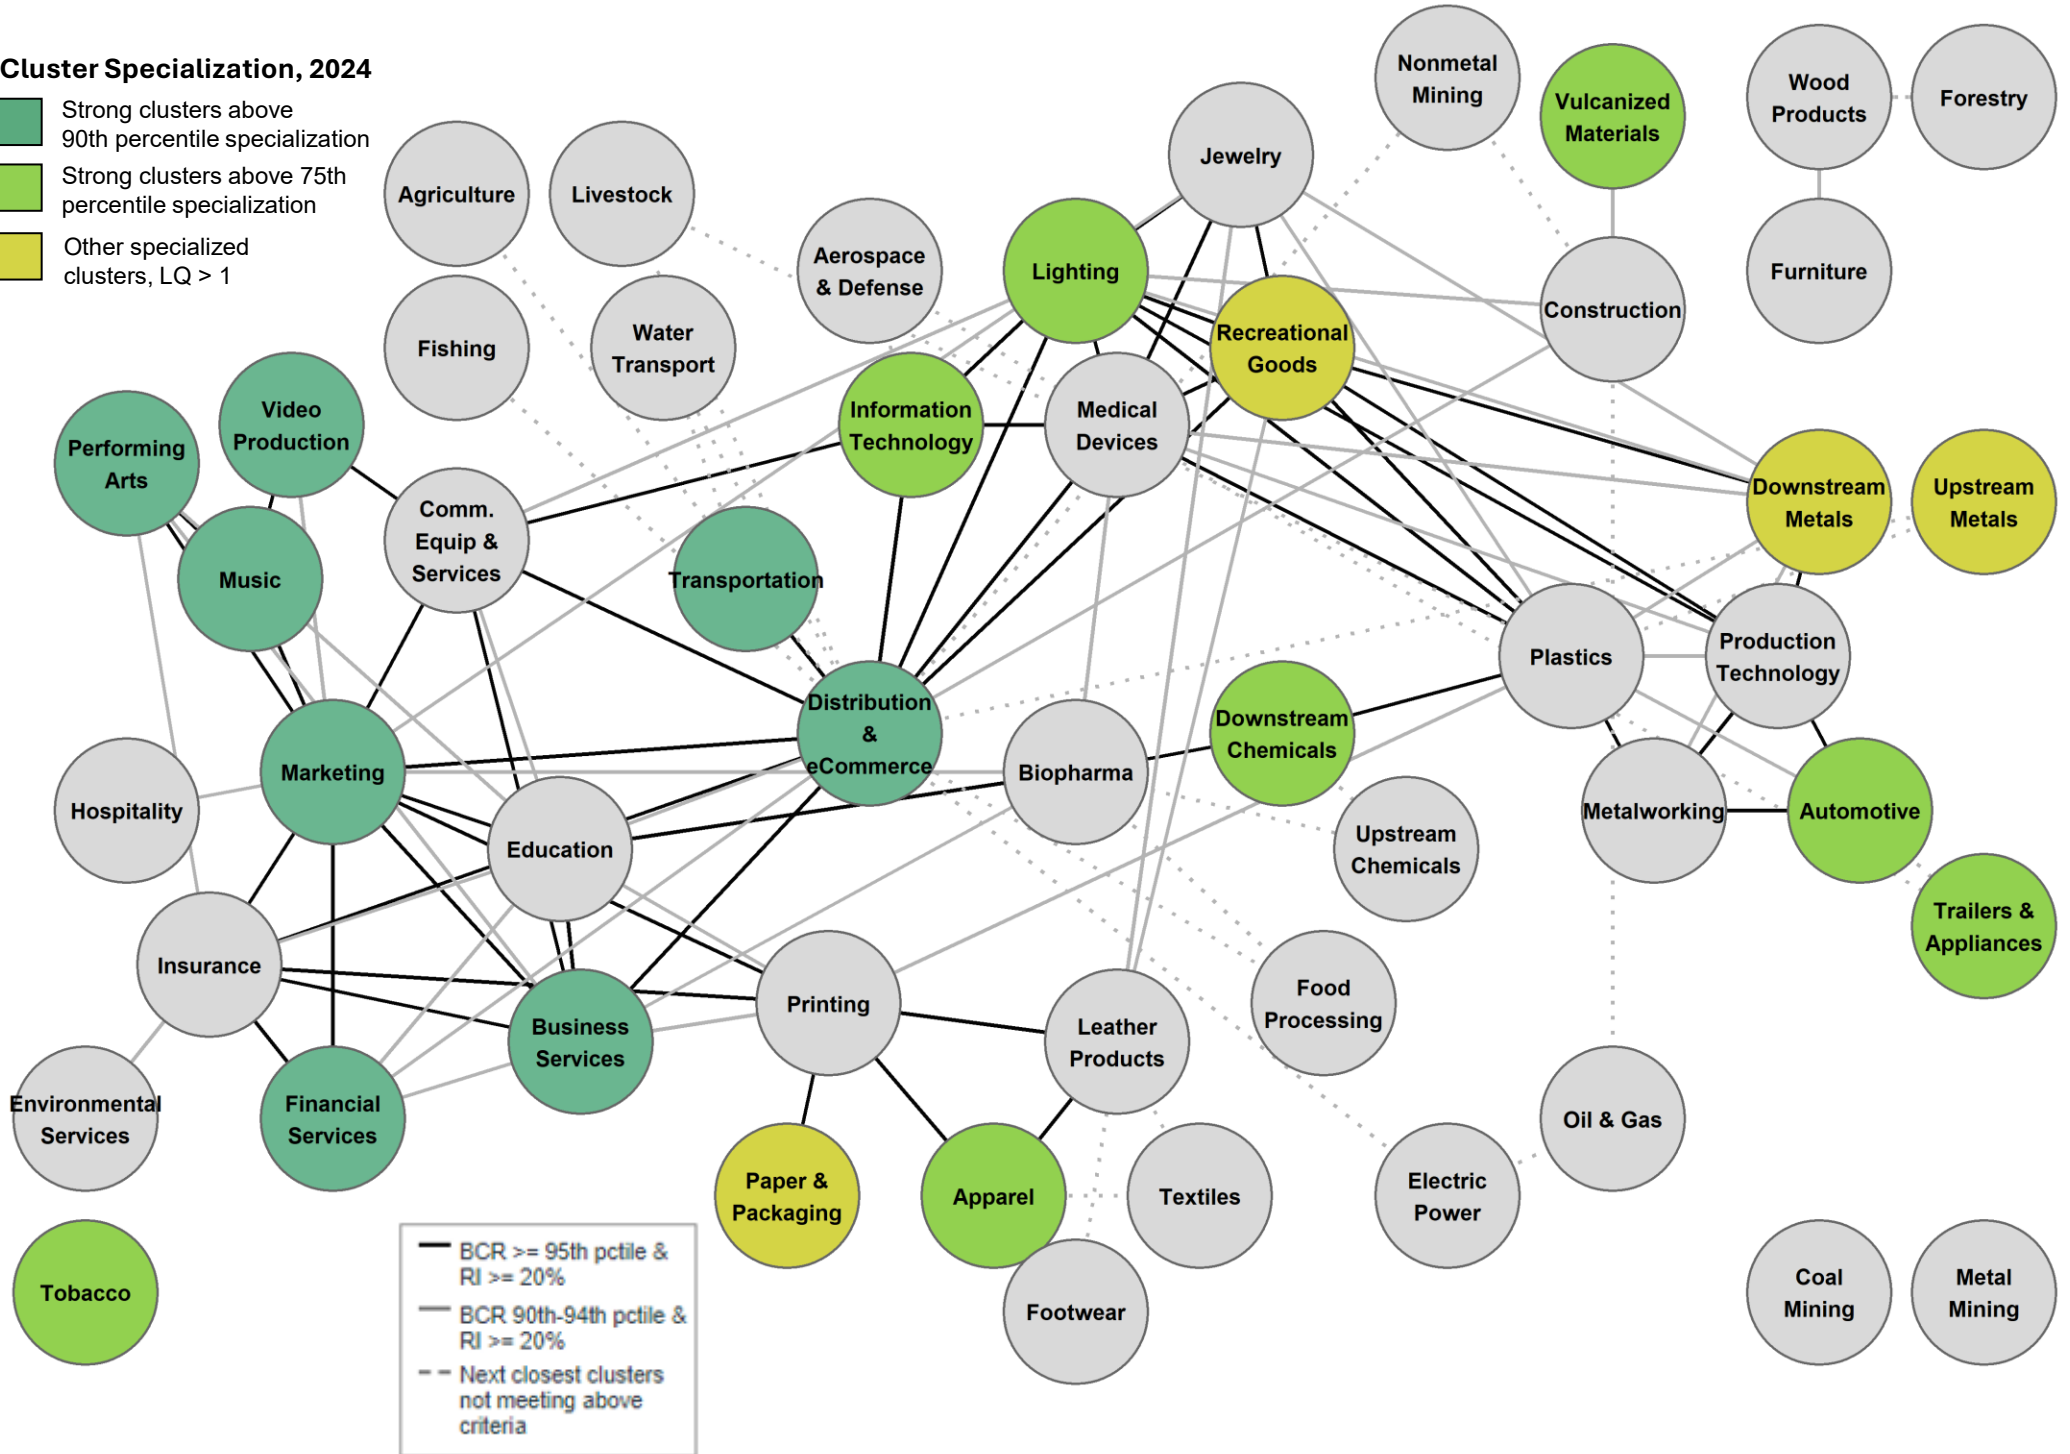 Cluster Specialization, 2024
Strong clusters above
90th percentile specialization
Strong clusters above 75th
percentile specialization
Other specialized
clusters, LQ > 1
Agriculture
Livestock
Aerospace
& Defense
Fishing
Water
Transport
Jewelry
Lighting
Nonmetal
Mining
Vulcanized
Materials
Wood
Products
Forestry
Furniture
Construction
Recreational
Goods
Performing
Arts
Video
Production
Music
Comm.
Equip &
Services
Information
Technology
Medical
Devices
Downstream
Metals
Upstream
Metals
Transportation
Distribution
&
eCommerce
Plastics
Production
Technology
Marketing
Hospitality
Education
Biopharma
Downstream
Chemicals
Upstream
Chemicals
Metalworking
Automotive
Trailers &
Appliances
Insurance
Business
Services
Printing
Leather
Products
Food
Processing
Environmental
Services
Financial
Services
Oil & Gas
Paper &
Packaging
Apparel
Textiles
Electric
Power
Tobacco
Footwear
Coal
Mining
Metal
Mining
BCR >= 95th pctile &
RI >= 20%
BCR 90th-94th pctile &
RI >= 20%
Next closest clusters
not meeting above
criteria